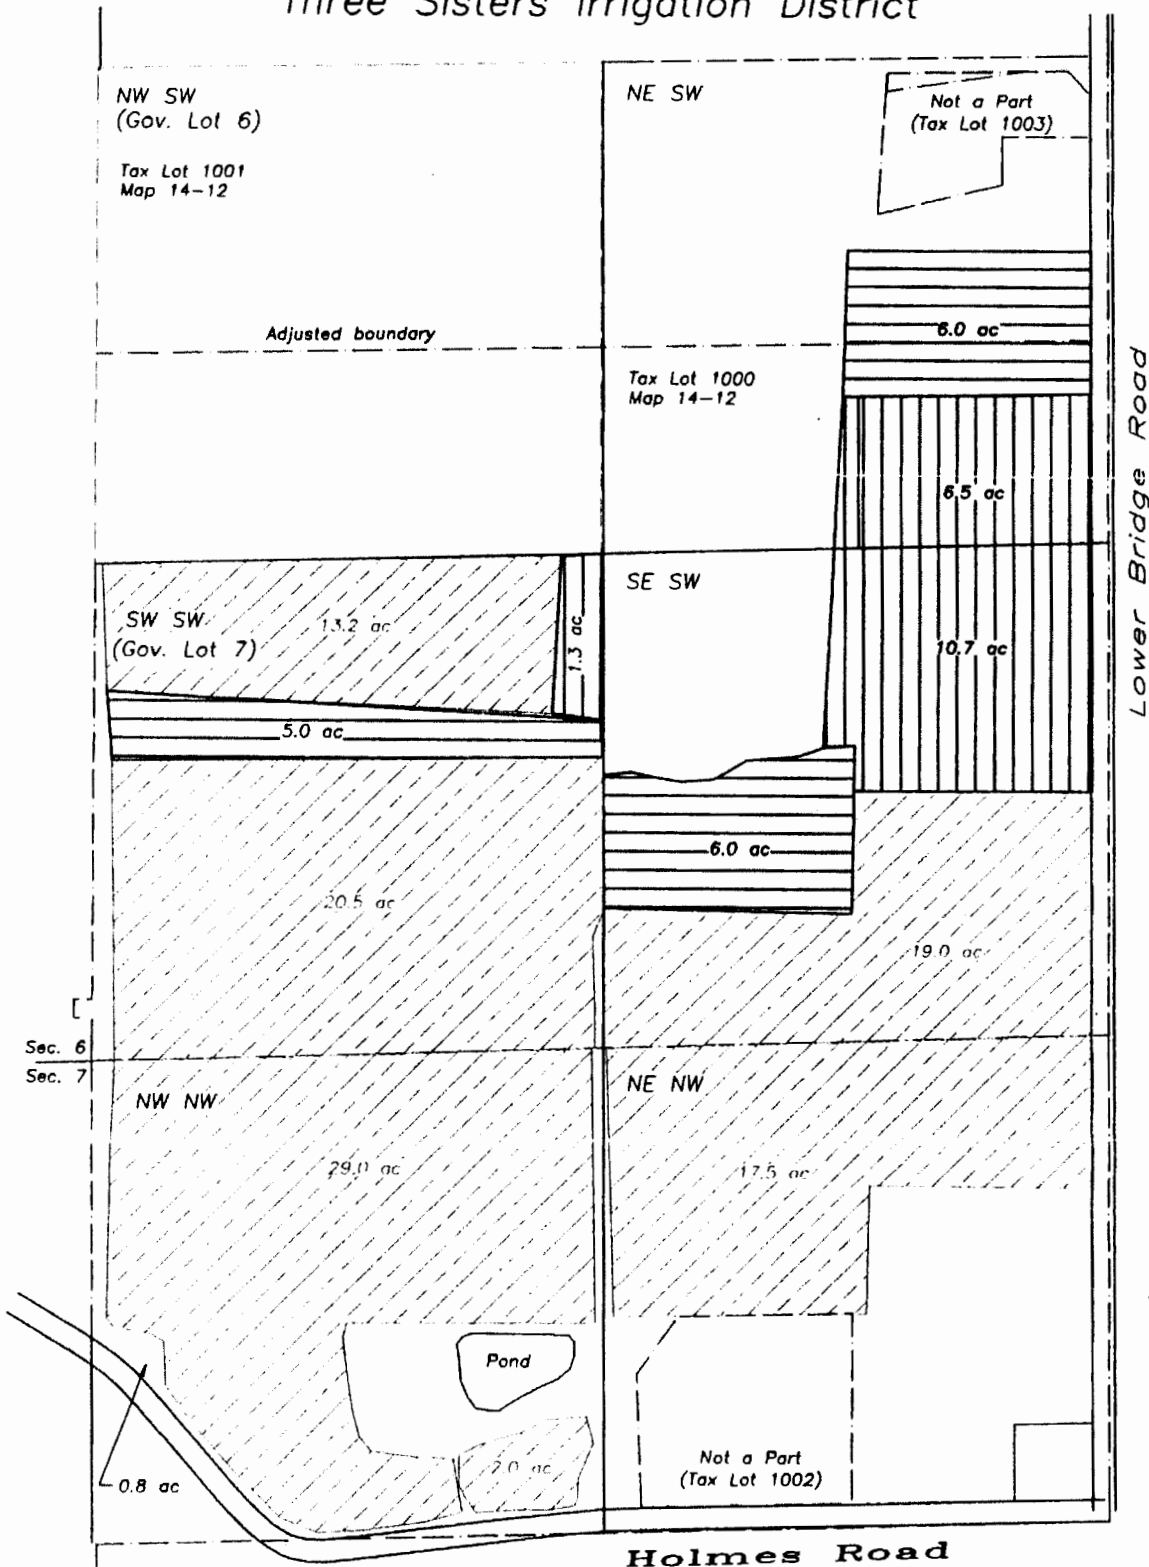 Three Sisters Irrigation District
NW SW
(Gov. Lot 6)
Tax Lot 1001
Map 14-12
NE SW
Not a Part
(Tax Lot 1003)
Adjusted boundary
6.0 ac
Tax Lot 1000
Map 14-12
Lower Bridge Road
6.5 ac
SW SW
(Gov. Lot 7)
13.2 ac
1.3 ac
SE SW
10.7 ac
5.0 ac
6.0 ac
20.5 ac
19.0 ac
Sec. 6
Sec. 7
NW NW
NE NW
29.0 ac
17.5 ac
Pond
0.8 ac
2.0 ac
Not a Part
(Tax Lot 1002)
Holmes Road